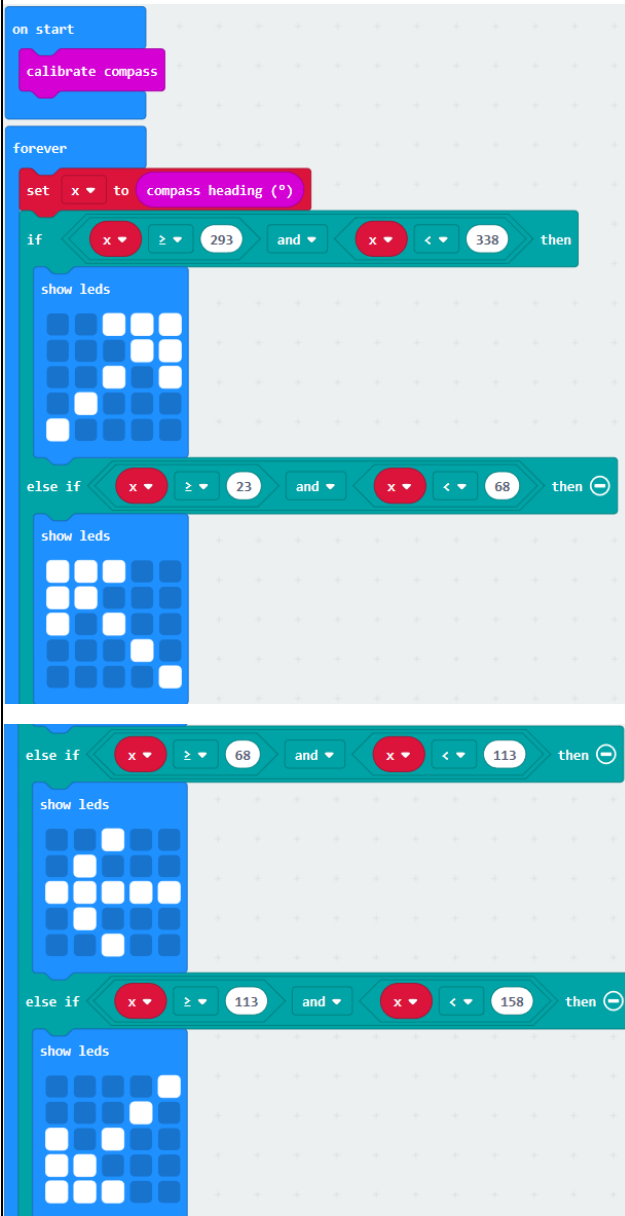 on start
calibrate compass
forever
set x to compass heading (°)
if x ≥ 293 and x < 338 then
show leds
else if x ≥ 23 and x < 68 then
show leds
else if x ≥ 68 and x < 113 then
show leds
else if x ≥ 113 and x < 158 then
show leds